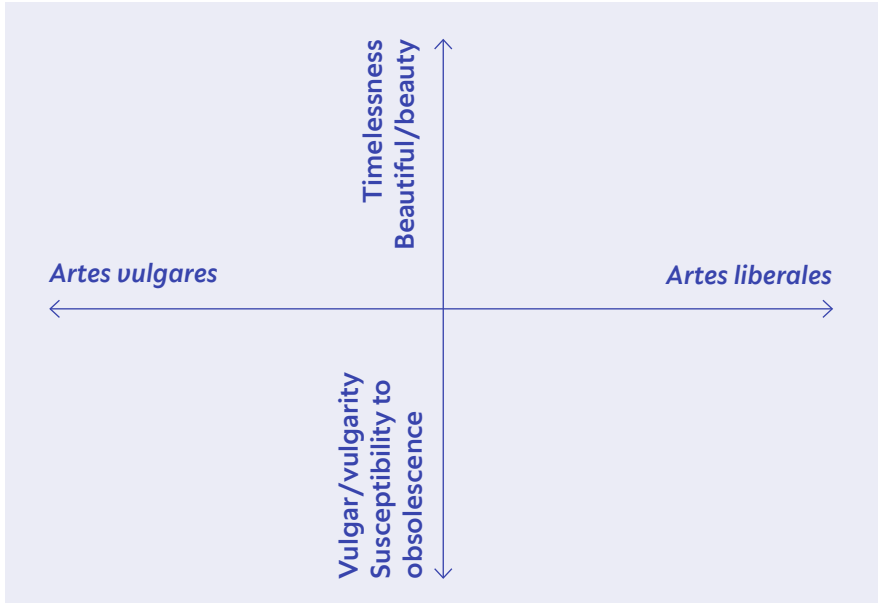 Timelessness
Beautiful/beauty
Artes vulgares
Artes liberales
Vulgar/vulgarity
Susceptibility to
obsolescence